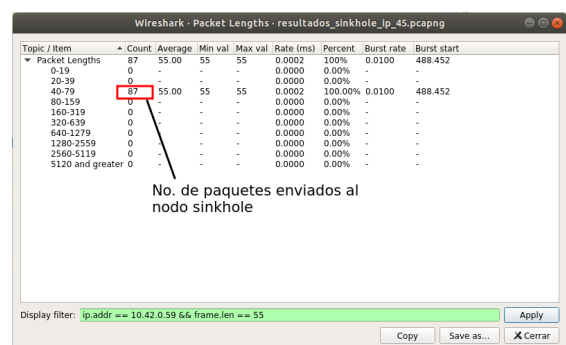 Wireshark · Packet Lengths · resultados_sinkhole_ip_45.pcapng
Topic / Item Count Average Min val Max val Rate (ms) Percent Burst rate Burst start
Packet Lengths 87 55.00 55 55 0.0002 100% 0.0100 488.452
0-19 0 - - - 0.0000 0.00% - -
20-39 0 - - - 0.0000 0.00% - -
40-79 87 55.00 55 55 0.0002 100.00% 0.0100 488.452
80-159 0 - - - 0.0000 0.00% - -
160-319 0 - - - 0.0000 0.00% - -
320-639 0 - - - 0.0000 0.00% - -
640-1279 0 - - - 0.0000 0.00% - -
1280-2559 0 - - - 0.0000 0.00% - -
2560-5119 0 - - - 0.0000 0.00% - -
5120 and greater 0 - - - 0.0000 0.00% - -
No. de paquetes enviados al
nodo sinkhole
Display filter: ip.addr == 10.42.0.59 && frame.len == 55 Apply
Copy Save as... Cerrar